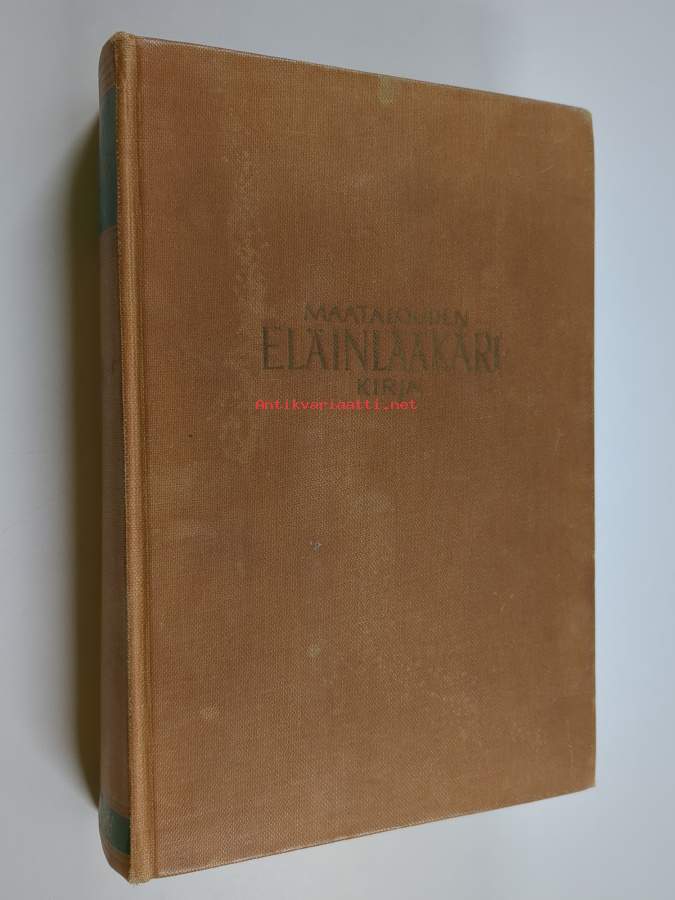 MAATALOUDEN
ELÄINLÄÄKÄRI
KIRJA
Antikvariaatti.net